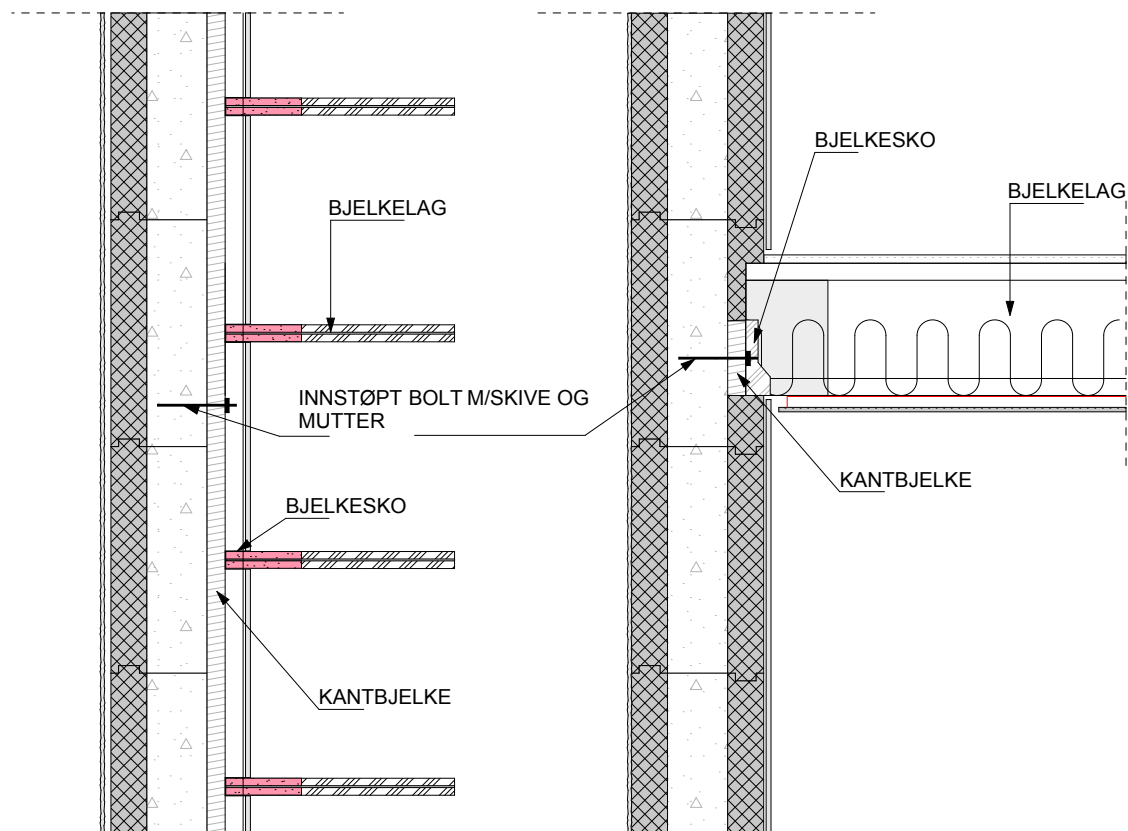 BJELKESKO
BJELKELAG
BJELKELAG
INNSTØPT BOLT M/SKIVE OG
MUTTER
KANTBJELKE
BJELKESKO
KANTBJELKE